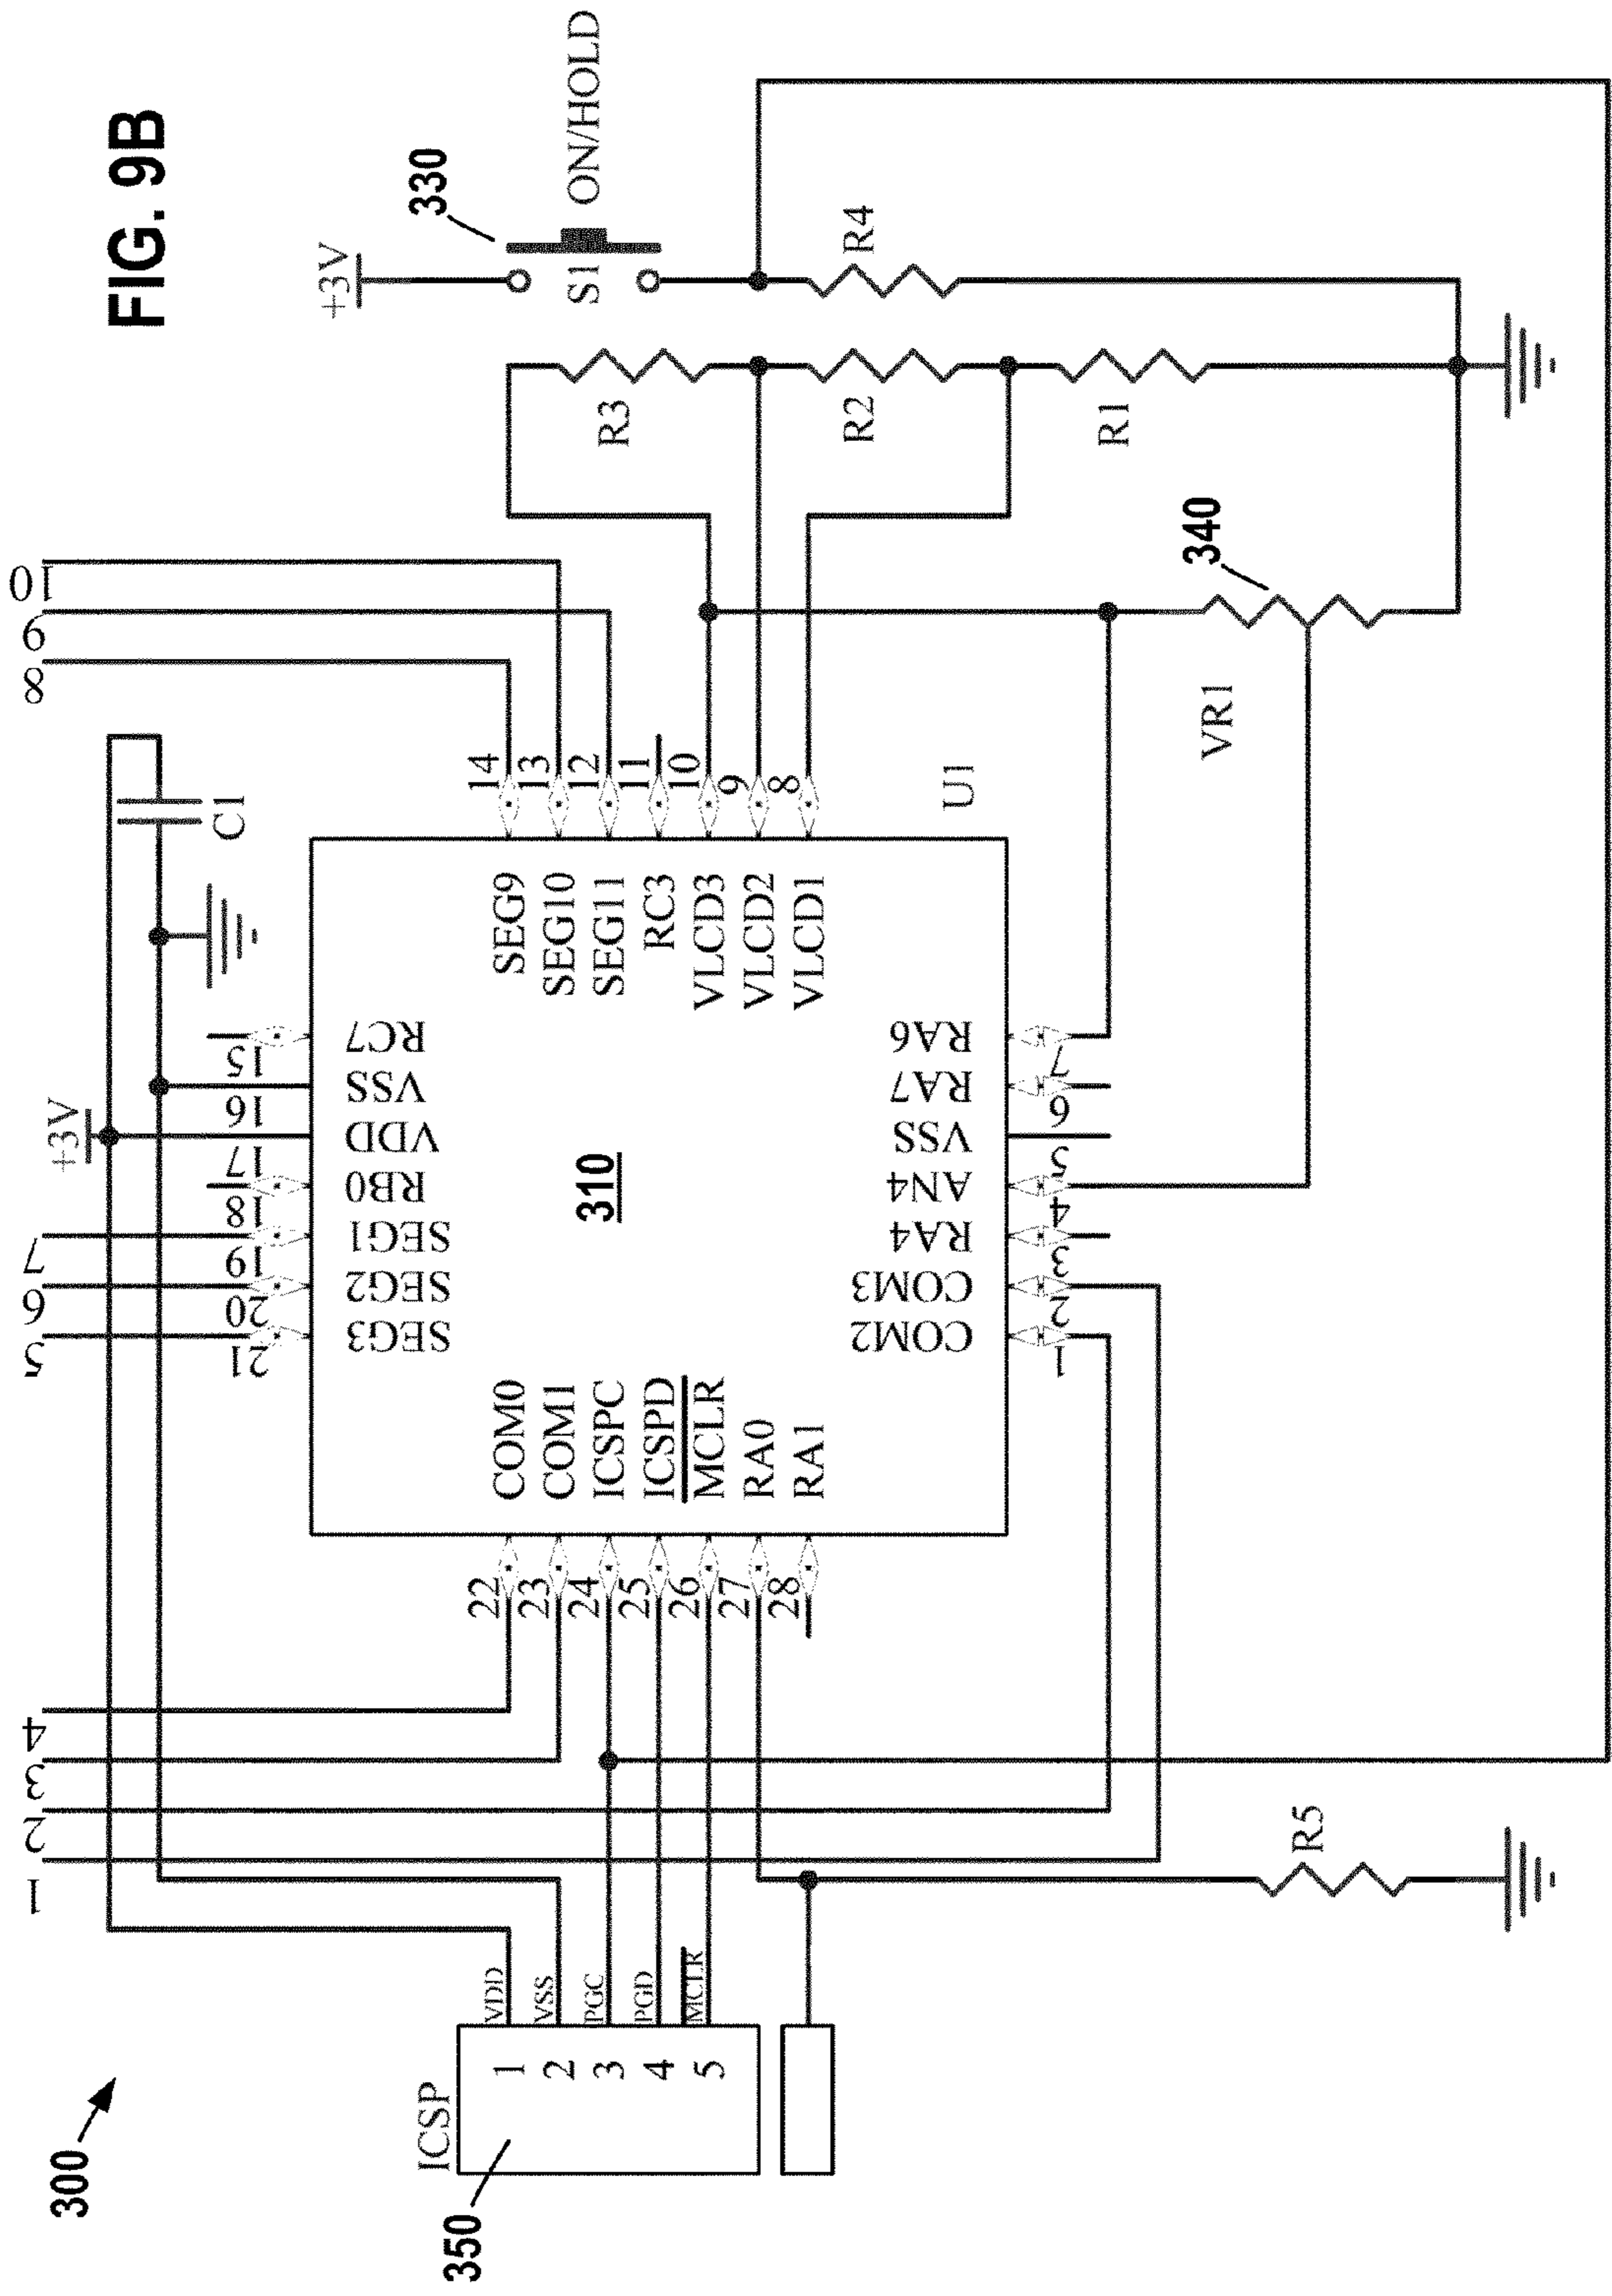 FIG. 9B
300
+3V
330
S1
ON/HOLD
R4
R3
R2
R1
340
VR1
10
9
8
C1
14
13
12
11
10
9
8
U1
SEG9
SEG10
SEG11
RC3
VLCD3
VLCD2
VLCD1
+3V
15
16
17
18
19
20
21
RC7
VSS
VDD
RB0
SEG1
SEG2
SEG3
7
6
5
310
RA6
RA7
VSS
AN4
RA4
COM3
COM2
7
6
5
4
3
2
1
COM0
COM1
ICSPC
ICSPD
MCLR
RA0
RA1
22
23
24
25
26
27
28
4
3
2
1
R5
ICSP
VDD
VSS
PGC
PGD
MCLR
1
2
3
4
5
350